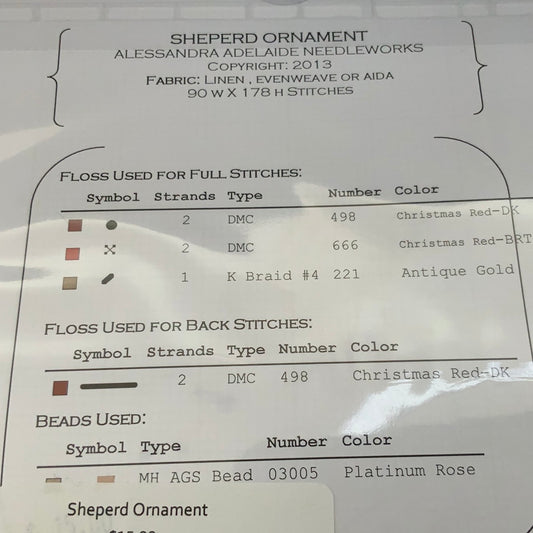 SHEPERD ORNAMENT
ALESSANDRA ADELAIDE NEEDLEWORKS
COPYRIGHT: 2013
FABRIC: LINEN , EVENWEAVE OR AIDA
90 W X 178 H STITCHES
FLOSS USED FOR FULL STITCHES:
Symbol Strands Type Number Color
2 DMC 498 Christmas Red-DK
2 DMC 666 Christmas Red-BRT
1 K Braid #4 221 Antique Gold
FLOSS USED FOR BACK STITCHES:
Symbol Strands Type Number Color
2 DMC 498 Christmas Red-DK
BEADS USED:
Symbol Type Number Color
MH AGS Bead 03005 Platinum Rose
Sheperd Ornament